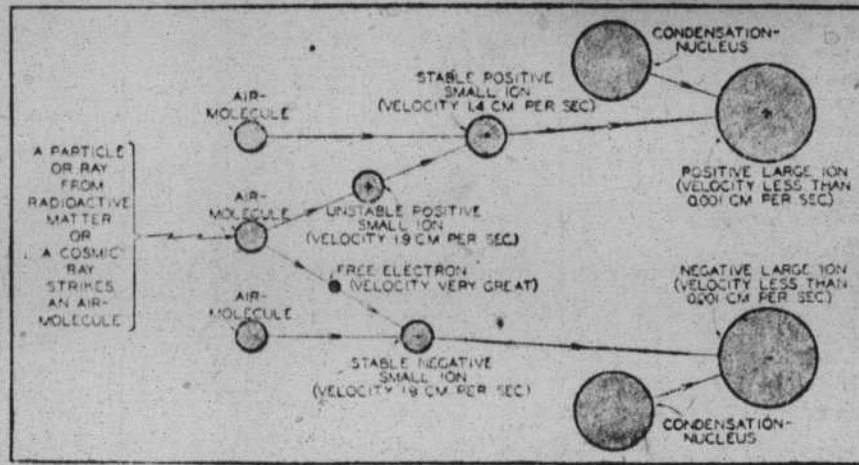 A PARTICLE
OR RAY
FROM
RADIOACTIVE
MATTER
OR
A COSMIC
RAY
STRIKES
AN AIR-
MOLECULE
AIR-
MOLECULE
AIR-
MOLECULE
AIR-
MOLECULE
STABLE POSITIVE
SMALL ION
(VELOCITY 1.4 CM PER SEC)
UNSTABLE POSITIVE
SMALL ION
(VELOCITY 1.9 CM PER SEC)
FREE ELECTRON
(VELOCITY VERY GREAT)
STABLE NEGATIVE
SMALL ION
(VELOCITY 1.9 CM PER SEC)
CONDENSATION-
NUCLEUS
POSITIVE LARGE ION
(VELOCITY LESS THAN
0.001 CM PER SEC)
NEGATIVE LARGE ION
(VELOCITY LESS THAN
0.001 CM PER SEC)
CONDENSATION-
NUCLEUS